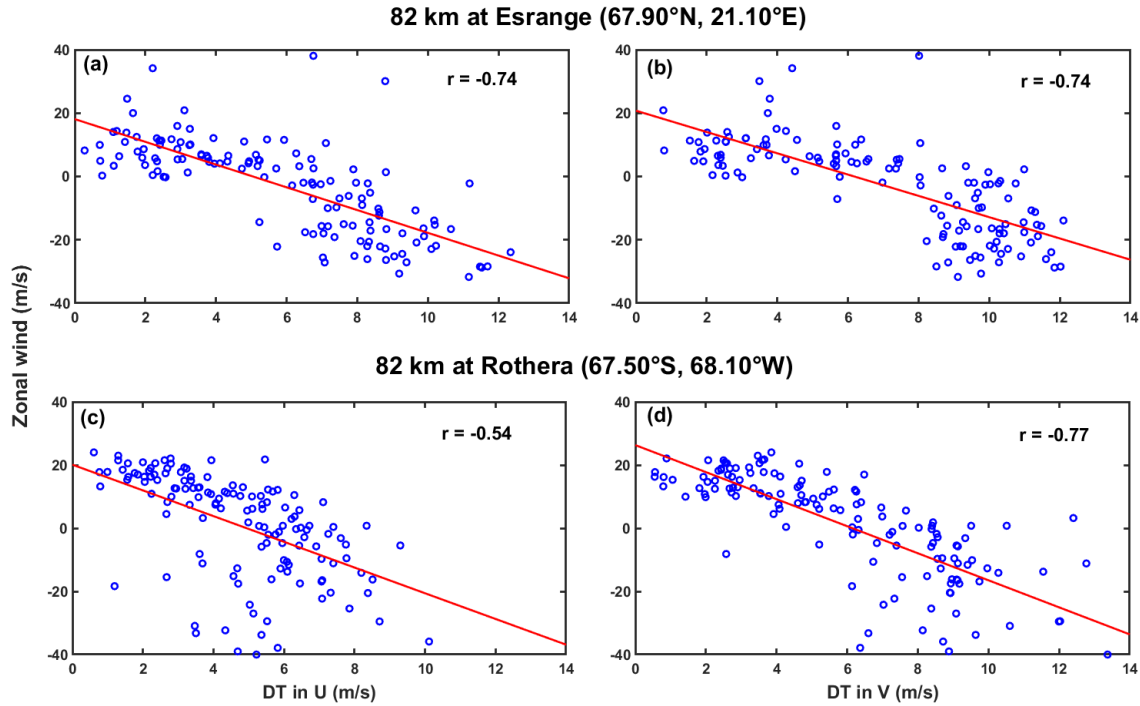 82 km at Esrange (67.90°N, 21.10°E)
(a)
r = -0.74
40
20
0
-20
-40
0 2 4 6 8 10 12 14
(b)
r = -0.74
40
20
0
-20
-40
0 2 4 6 8 10 12 14
Zonal wind (m/s)
82 km at Rothera (67.50°S, 68.10°W)
(c)
r = -0.54
40
20
0
-20
-40
0 2 4 6 8 10 12 14
DT in U (m/s)
(d)
r = -0.77
40
20
0
-20
-40
0 2 4 6 8 10 12 14
DT in V (m/s)